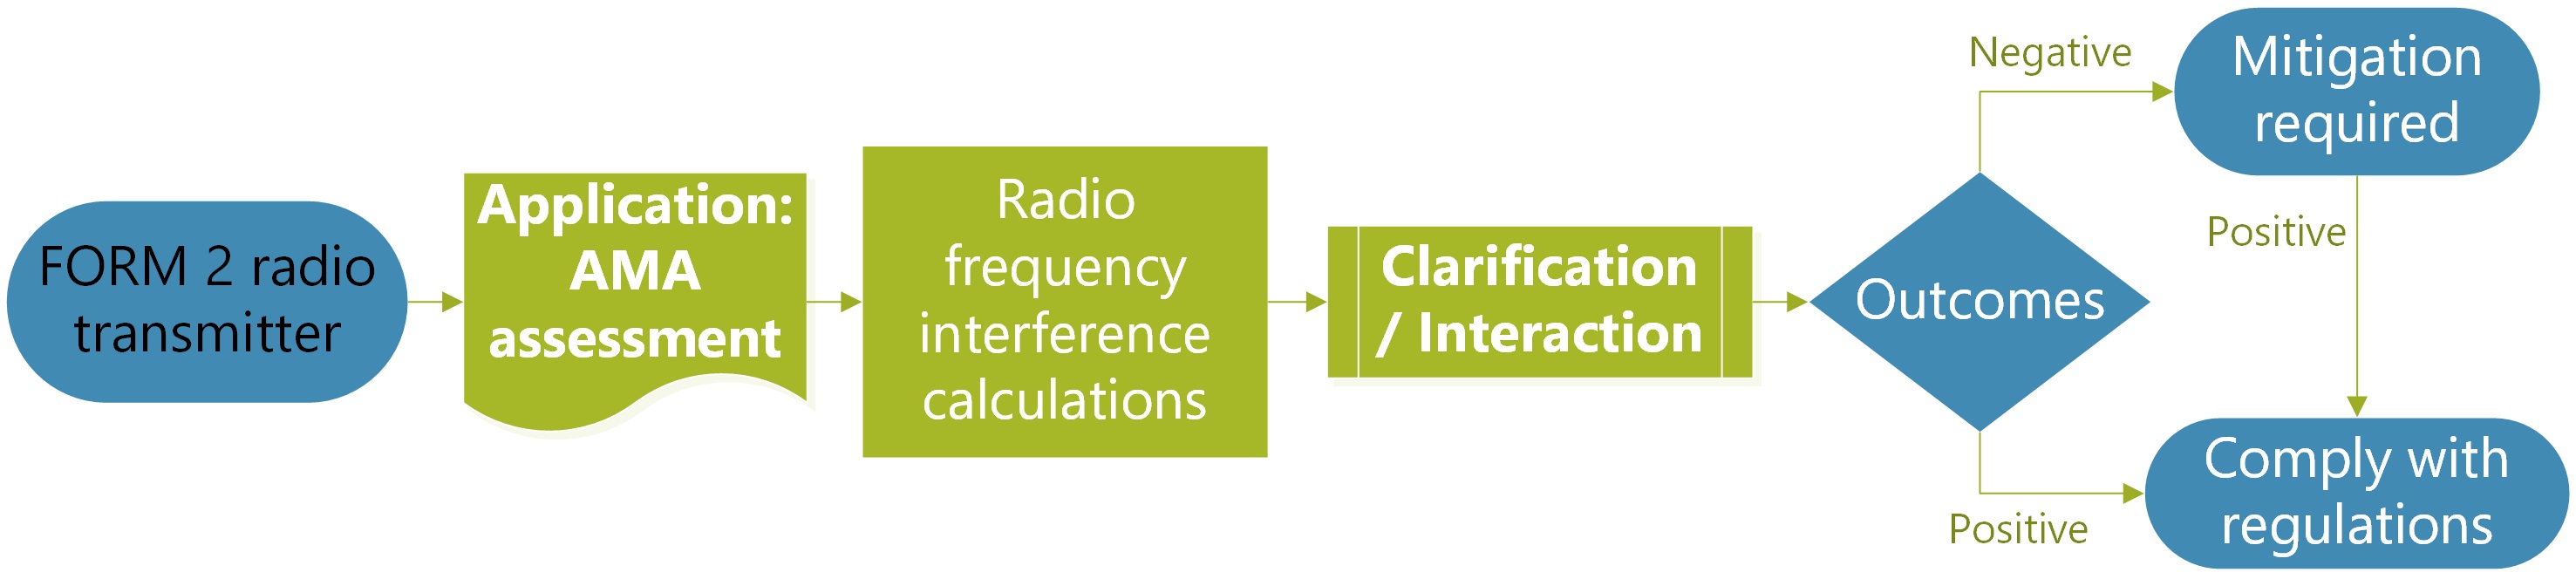 FORM 2 radio
transmitter
Application:
AMA
assessment
Radio
frequency
interference
calculations
Clarification
/ Interaction
Outcomes
Negative
Mitigation
required
Positive
Positive
Comply with
regulations